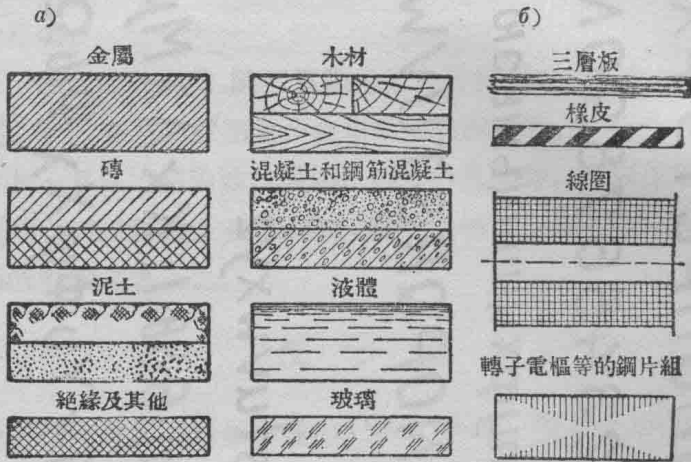 a)
金屬
木材
磚
混凝土和鋼筋混凝土
泥土
液體
絕緣及其他
玻璃
б)
三層板
橡皮
線圈
轉子電樞等的鋼片組